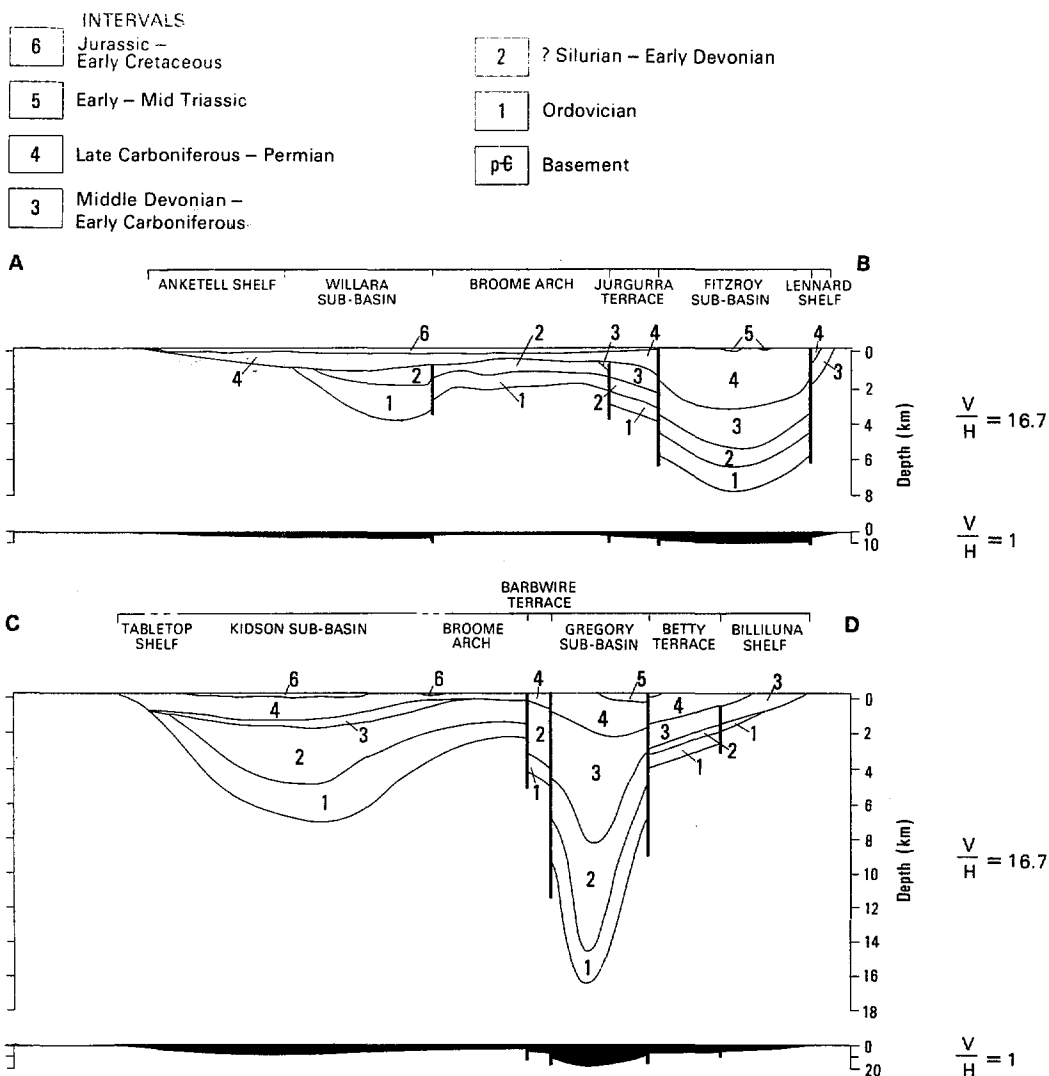 INTERVALS
6 Jurassic –
Early Cretaceous
5 Early – Mid Triassic
4 Late Carboniferous – Permian
3 Middle Devonian –
Early Carboniferous
2 ? Silurian – Early Devonian
1 Ordovician
p-Є Basement
A B
ANKETELL SHELF WILLARA BROOME ARCH JURGURRA FITZROY LENNARD
SUB-BASIN TERRACE SUB-BASIN SHELF
6 2 3 4 5 4
4 2 3 4 3
1 1 2 3
1 2
1
0
2
4
6
8
Depth (km)
V/H = 16.7
0
10
V/H = 1
BARBWIRE
TERRACE
C D
TABLETOP KIDSON SUB-BASIN BROOME GREGORY BETTY BILLILUNA
SHELF ARCH SUB-BASIN TERRACE SHELF
6 6 4 5 3
4 4 4
3 2 3 1
2 3 2
1 1 1
2
1
0
2
4
6
8
10
12
14
16
18
Depth (km)
V/H = 16.7
0
20
V/H = 1